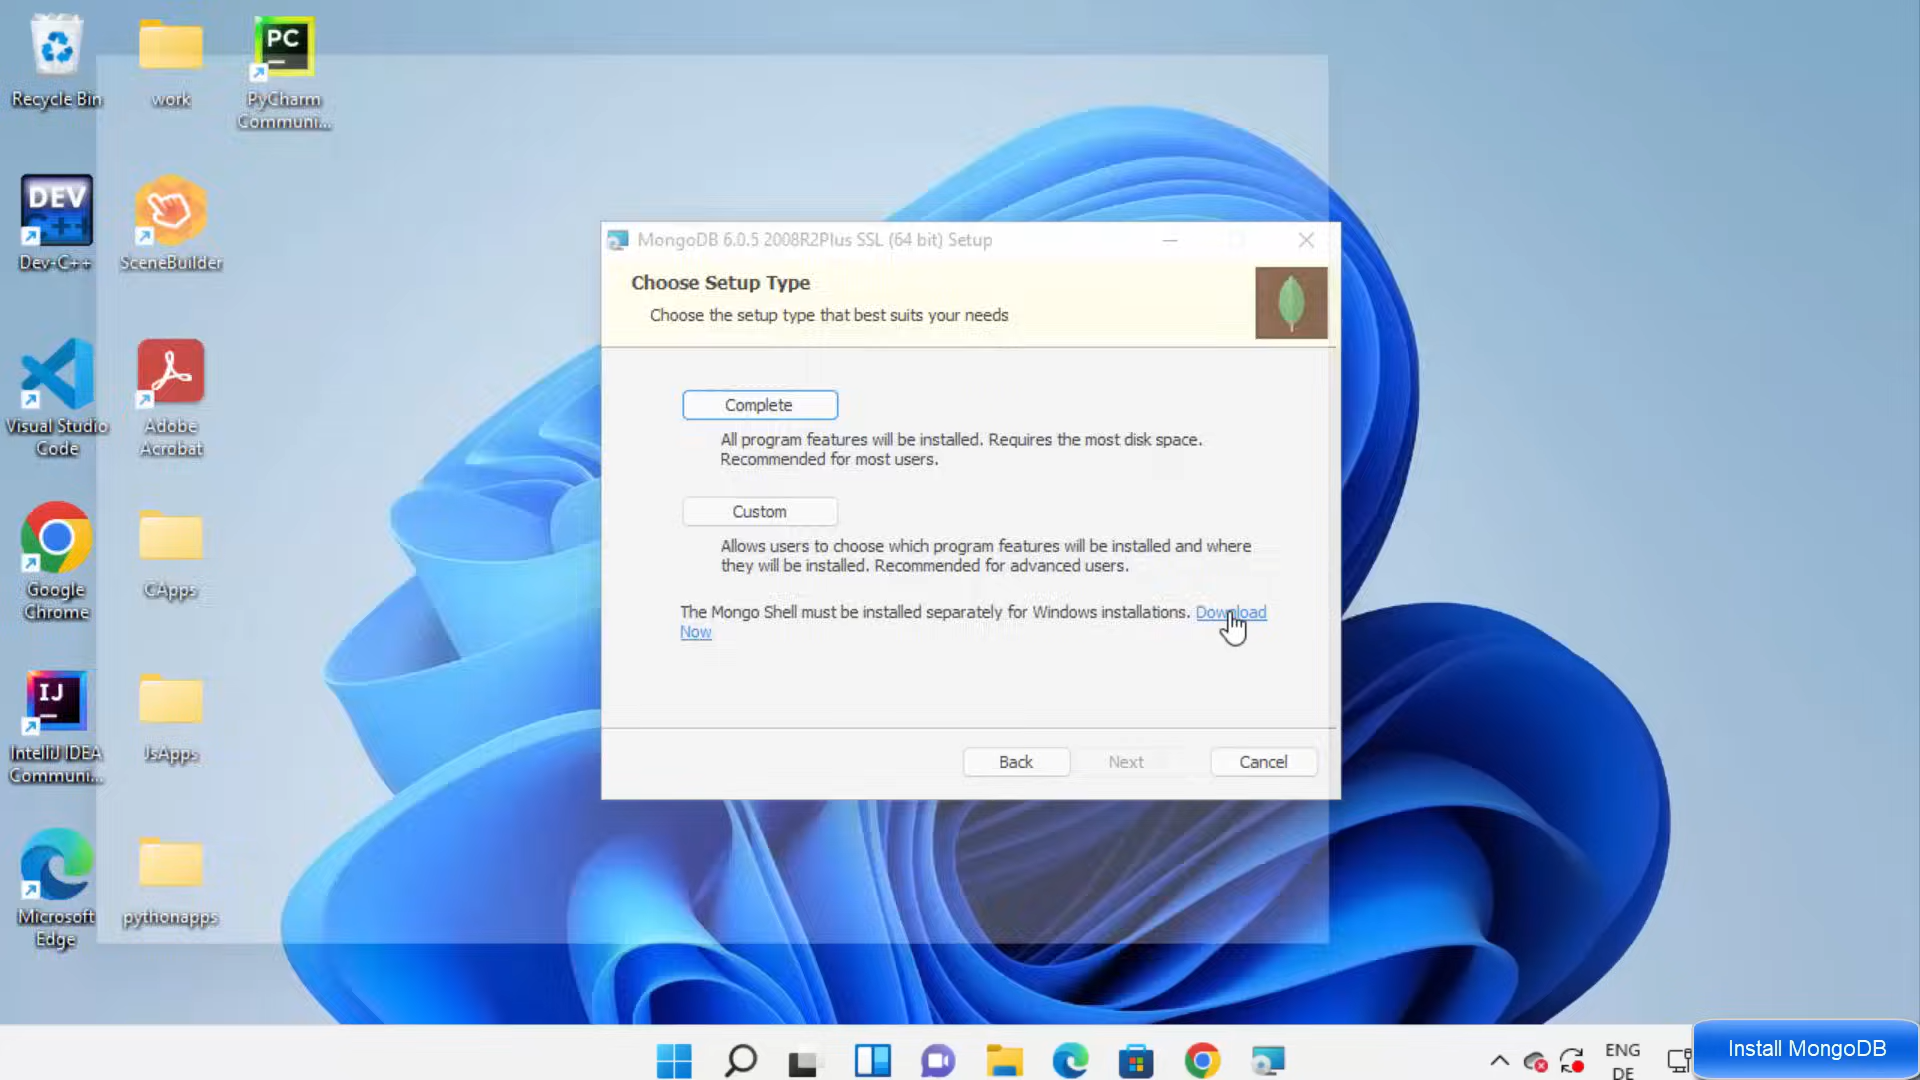 Recycle Bin
work
PC
PyCharm
Communi...
DEV
C++
Dev-C++
SceneBuilder
Visual Studio
Code
Adobe
Acrobat
Google
Chrome
CApps
IJ
IntelliJ IDEA
Communi...
JsApps
Microsoft
Edge
pythonapps
MongoDB 6.0.5 2008R2Plus SSL (64 bit) Setup
Choose Setup Type
Choose the setup type that best suits your needs
Complete
All program features will be installed. Requires the most disk space.
Recommended for most users.
Custom
Allows users to choose which program features will be installed and where
they will be installed. Recommended for advanced users.
The Mongo Shell must be installed separately for Windows installations. Download
Now
Back
Next
Cancel
ENG
DE
Install MongoDB